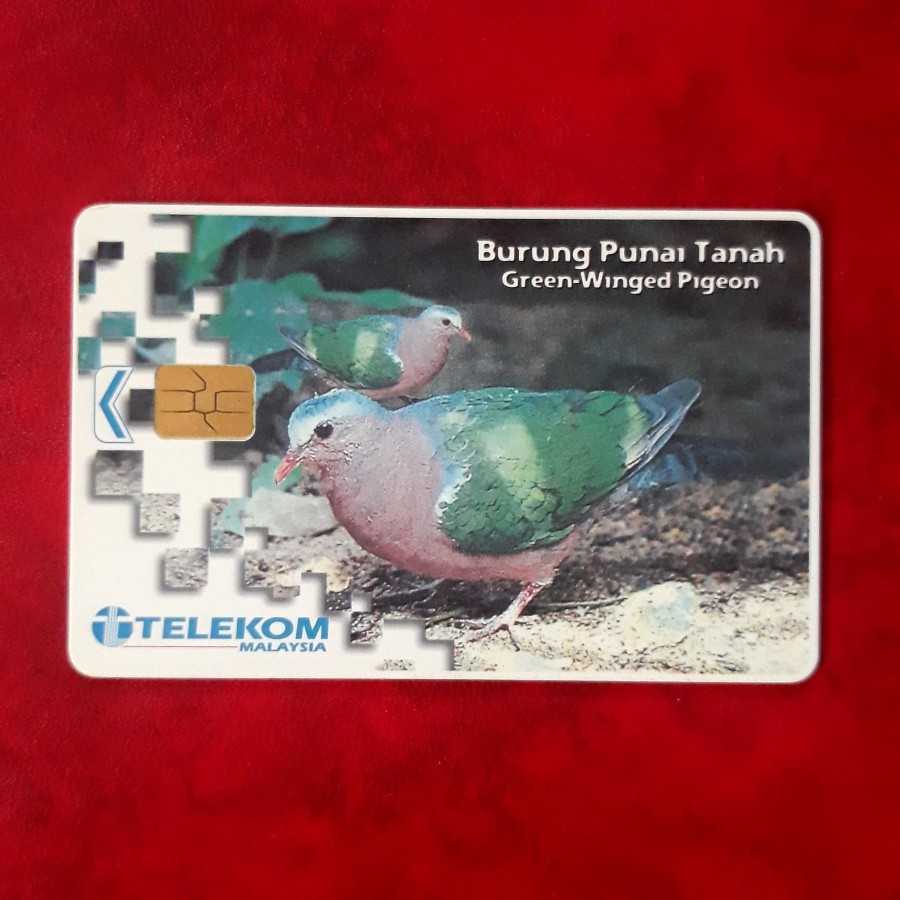 Burung Punai Tanah
Green-Winged Pigeon
TELEKOM
MALAYSIA